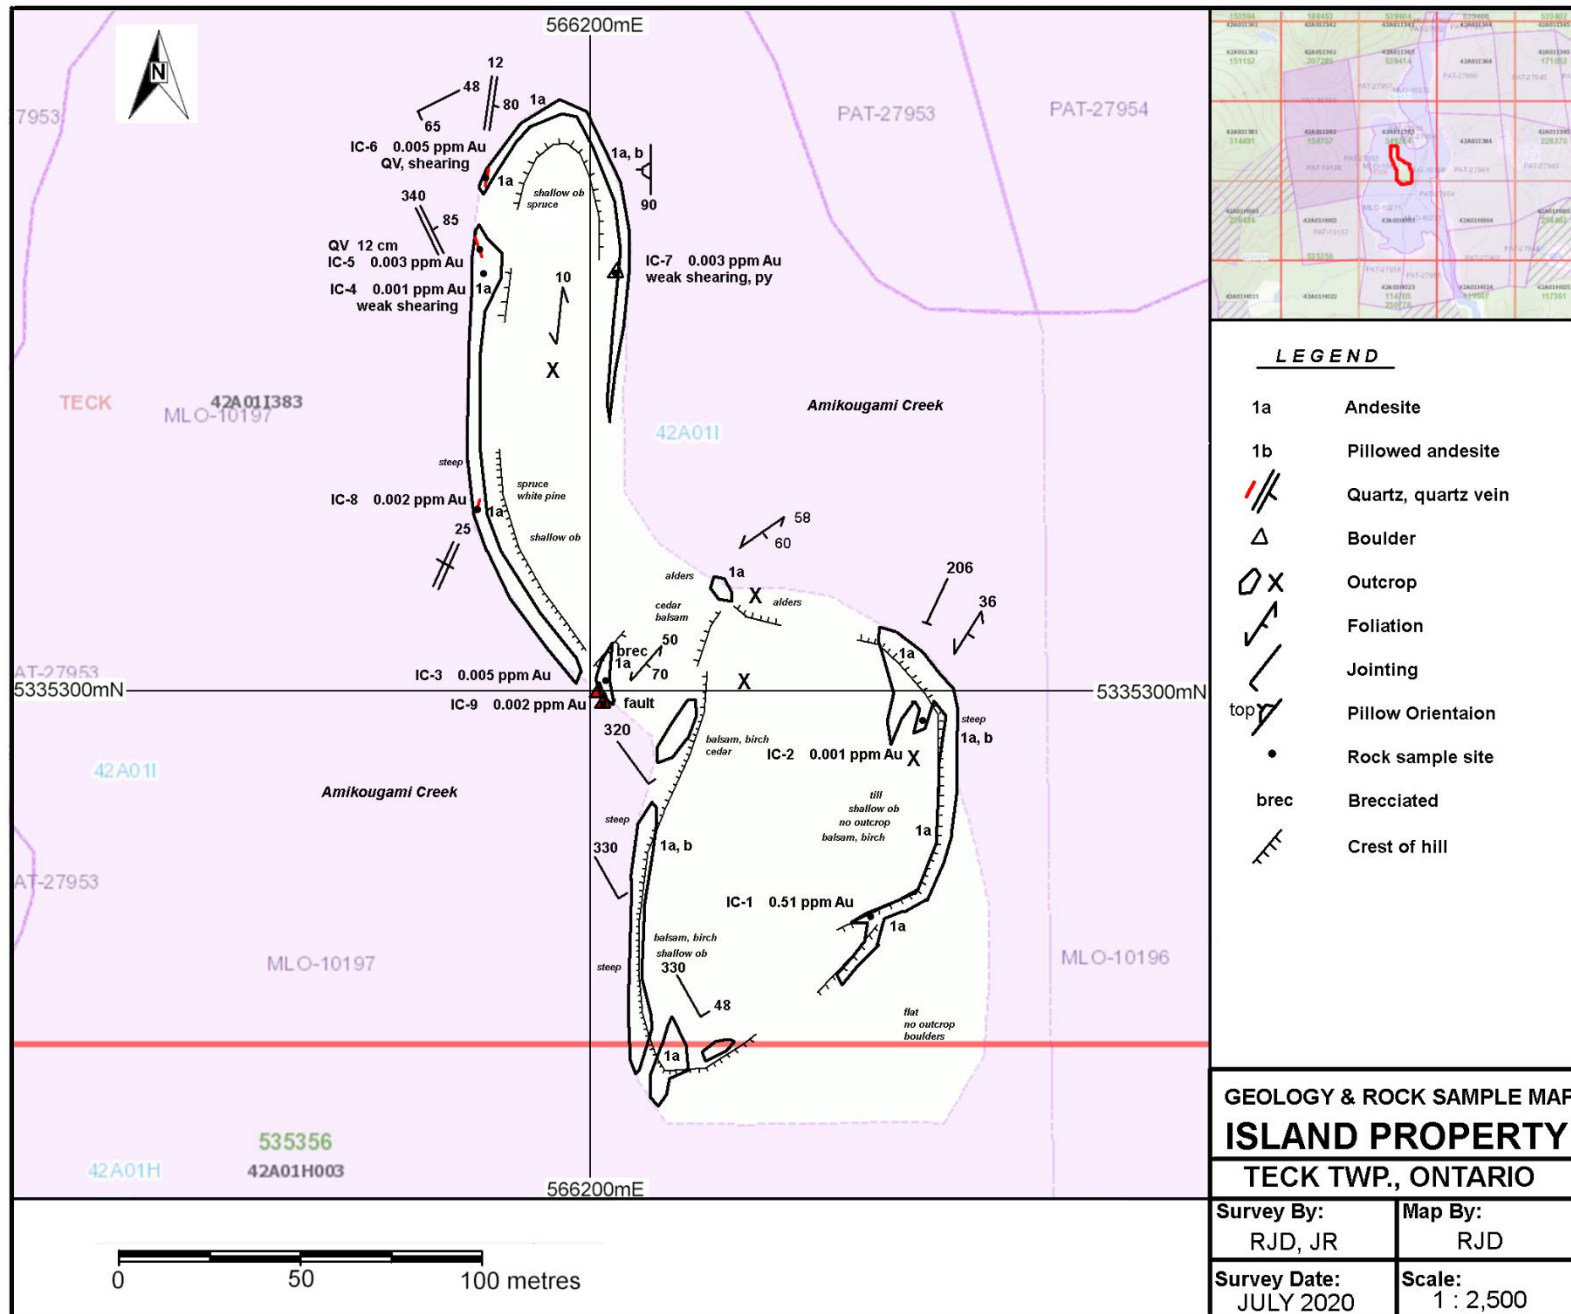 566200mE
N
7953
PAT-27953
PAT-27954
12
48
80
65
1a
IC-6 0.005 ppm Au
QV, shearing
1a
1a, b
shallow ob
spruce
90
340
85
QV 12 cm
IC-5 0.003 ppm Au
IC-4 0.001 ppm Au
weak shearing
1a
IC-7 0.003 ppm Au
weak shearing, py
10
X
TECK
42A01I383
MLO-10197
Amikougami Creek
42A01I
steep
spruce
white pine
IC-8 0.002 ppm Au
1a
25
shallow ob
58
60
alders
1a
X
alders
cedar
balsam
206
36
brec
1a
50
70
1a
IC-3 0.005 ppm Au
AT-27953
5335300mN
5335300mN
X
IC-9 0.002 ppm Au
fault
320
balsam, birch
cedar
steep
1a, b
IC-2 0.001 ppm Au
X
42A01I
Amikougami Creek
till
shallow ob
no outcrop
balsam, birch
1a
steep
330
1a, b
AT-27953
IC-1 0.51 ppm Au
1a
balsam, birch
shallow ob
330
steep
48
MLO-10197
MLO-10196
flat
no outcrop
boulders
1a
535356
42A01H
42A01H003
566200mE
0
50
100 metres
LEGEND
1a Andesite
1b Pillowed andesite
Quartz, quartz vein
Boulder
X Outcrop
Foliation
Jointing
top Pillow Orientaion
Rock sample site
brec Brecciated
Crest of hill
GEOLOGY & ROCK SAMPLE MAP
ISLAND PROPERTY
TECK TWP., ONTARIO
Survey By:
RJD, JR
Map By:
RJD
Survey Date:
JULY 2020
Scale:
1 : 2,500